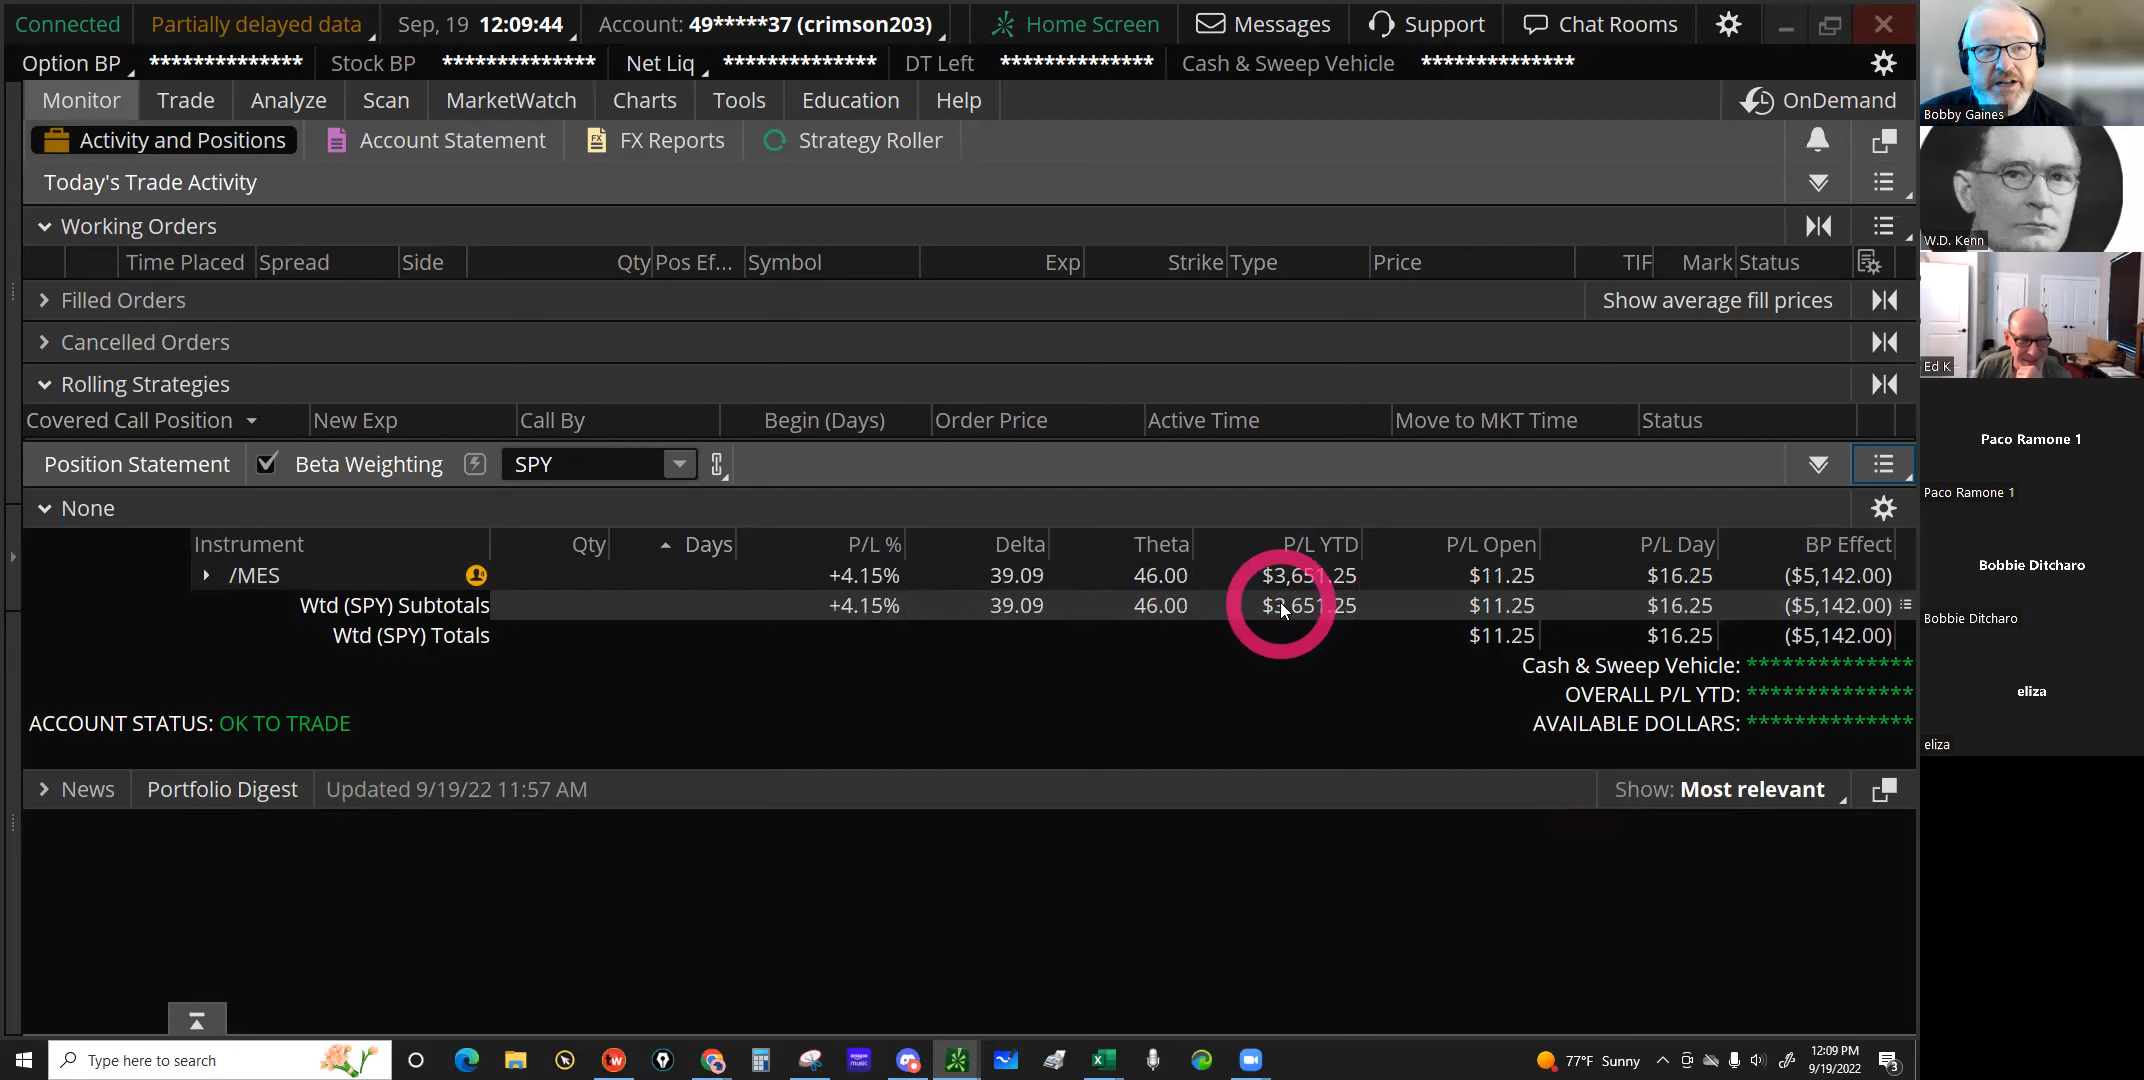 Connected Partially delayed data Sep, 19 12:09:44 Account: 49*****37 (crimson203) Home Screen Messages Support Chat Rooms
Option BP ************** Stock BP ************** Net Liq ************** DT Left ************** Cash & Sweep Vehicle **************
Monitor Trade Analyze Scan MarketWatch Charts Tools Education Help OnDemand
Bobby Gaines
Activity and Positions Account Statement FX FX Reports Strategy Roller
Today's Trade Activity
Working Orders
W.D. Kenn
Time Placed Spread Side Qty Pos Ef... Symbol Exp Strike Type Price TIF Mark Status
Filled Orders Show average fill prices
Cancelled Orders
Ed K
Rolling Strategies
Covered Call Position New Exp Call By Begin (Days) Order Price Active Time Move to MKT Time Status
Paco Ramone 1
Position Statement Beta Weighting SPY
Paco Ramone 1
None
Instrument Qty Days P/L % Delta Theta P/L YTD P/L Open P/L Day BP Effect
Bobbie Ditcharo
/MES +4.15% 39.09 46.00 $3,651.25 $11.25 $16.25 ($5,142.00)
Wtd (SPY) Subtotals +4.15% 39.09 46.00 $3,651.25 $11.25 $16.25 ($5,142.00)
Bobbie Ditcharo
Wtd (SPY) Totals $11.25 $16.25 ($5,142.00)
Cash & Sweep Vehicle: **************
OVERALL P/L YTD: **************
eliza
ACCOUNT STATUS: OK TO TRADE AVAILABLE DOLLARS: **************
eliza
News Portfolio Digest Updated 9/19/22 11:57 AM Show: Most relevant
Type here to search
amazon music
77°F Sunny
12:09 PM
9/19/2022
3